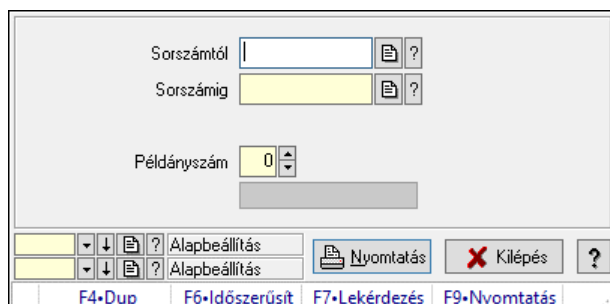 Sorszámtól ?
Sorszámig ?
Példányszám 0
? Alapbeállítás
? Alapbeállítás
Nyomtatás Kilépés ?
F4•Dup F6•Időszerűsít F7•Lekérdezés F9•Nyomtatás